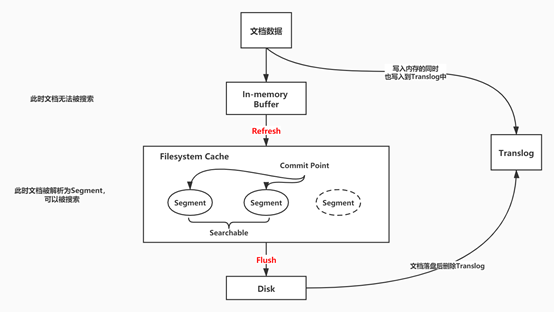 文档数据
写入内存的同时
也写入到Translog中
此时文档无法被搜索
In-memory
Buffer
Refresh
Translog
Filesystem Cache
Commit Point
此时文档被解析为Segment,
可以被搜索
Segment
Segment
Segment
Searchable
Flush
文档落盘后删除Translog
Disk